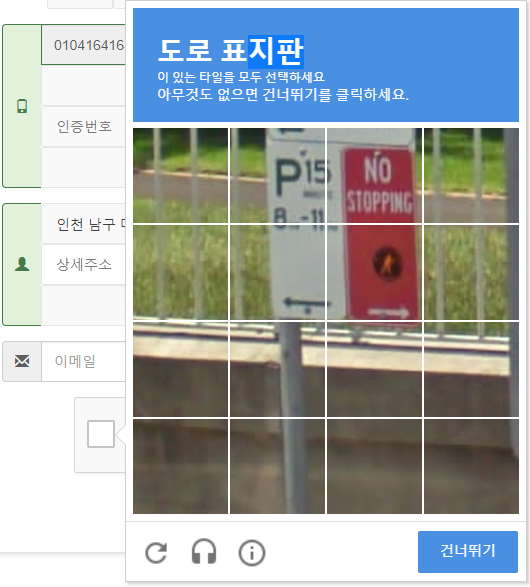 010416416
인증번호
인천 남구
상세주소
이메일
도로 표지판
이 있는 타일을 모두 선택하세요
아무것도 없으면 건너뛰기를 클릭하세요.
P15
8 -11
NO
STOPPING
건너뛰기